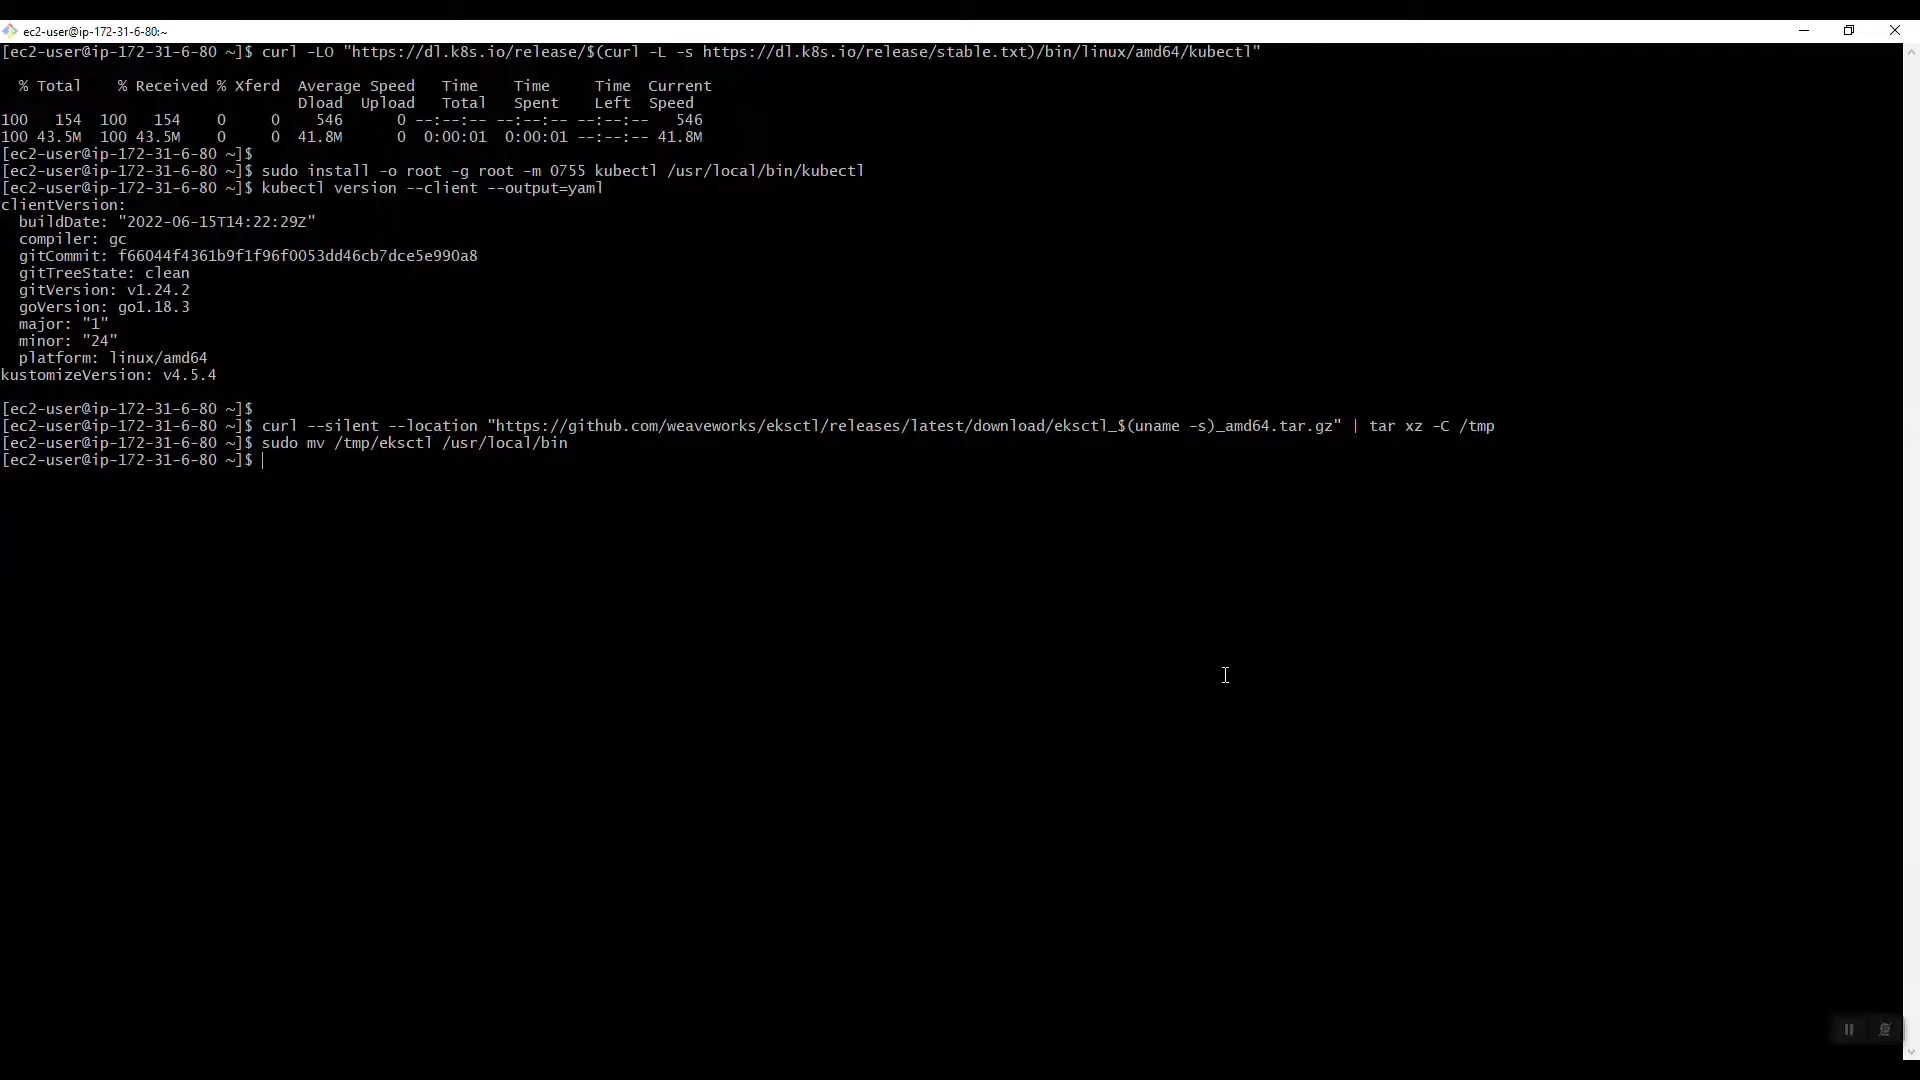 ec2-user@ip-172-31-6-80:~
[ec2-user@ip-172-31-6-80 ~]$ curl -LO "https://dl.k8s.io/release/$(curl -L -s https://dl.k8s.io/release/stable.txt)/bin/linux/amd64/kubectl"
% Total % Received % Xferd Average Speed Time Time Time Current
Dload Upload Total Spent Left Speed
100 154 100 154 0 0 546 0 --:--:-- --:--:-- --:--:-- 546
100 43.5M 100 43.5M 0 0 41.8M 0 0:00:01 0:00:01 --:--:-- 41.8M
[ec2-user@ip-172-31-6-80 ~]$
[ec2-user@ip-172-31-6-80 ~]$ sudo install -o root -g root -m 0755 kubectl /usr/local/bin/kubectl
[ec2-user@ip-172-31-6-80 ~]$ kubectl version --client --output=yaml
clientVersion:
  buildDate: "2022-06-15T14:22:29Z"
  compiler: gc
  gitCommit: f66044f4361b9f1f96f0053dd46cb7dce5e990a8
  gitTreeState: clean
  gitVersion: v1.24.2
  goVersion: go1.18.3
  major: "1"
  minor: "24"
  platform: linux/amd64
kustomizeVersion: v4.5.4
[ec2-user@ip-172-31-6-80 ~]$
[ec2-user@ip-172-31-6-80 ~]$ curl --silent --location "https://github.com/weaveworks/eksctl/releases/latest/download/eksctl_$(uname -s)_amd64.tar.gz" | tar xz -C /tmp
[ec2-user@ip-172-31-6-80 ~]$ sudo mv /tmp/eksctl /usr/local/bin
[ec2-user@ip-172-31-6-80 ~]$